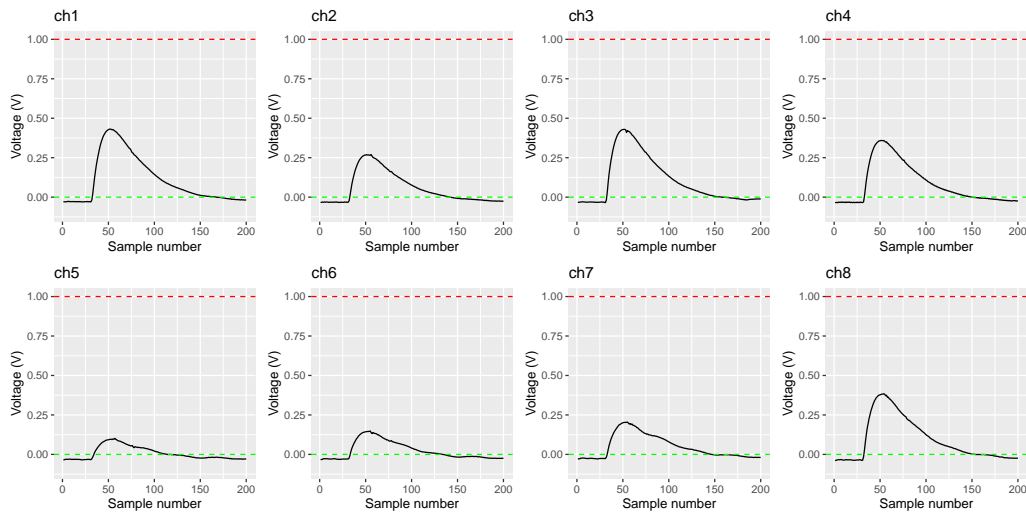 ch1 ch2 ch3 ch4
1.00 1.00 1.00 1.00
0.75 0.75 0.75 0.75
0.50 0.50 0.50 0.50
0.25 0.25 0.25 0.25
0.00 0.00 0.00 0.00
Voltage (V) Voltage (V) Voltage (V) Voltage (V)
0 50 100 150 200 0 50 100 150 200 0 50 100 150 200 0 50 100 150 200
Sample number Sample number Sample number Sample number
ch5 ch6 ch7 ch8
1.00 1.00 1.00 1.00
0.75 0.75 0.75 0.75
0.50 0.50 0.50 0.50
0.25 0.25 0.25 0.25
0.00 0.00 0.00 0.00
Voltage (V) Voltage (V) Voltage (V) Voltage (V)
0 50 100 150 200 0 50 100 150 200 0 50 100 150 200 0 50 100 150 200
Sample number Sample number Sample number Sample number